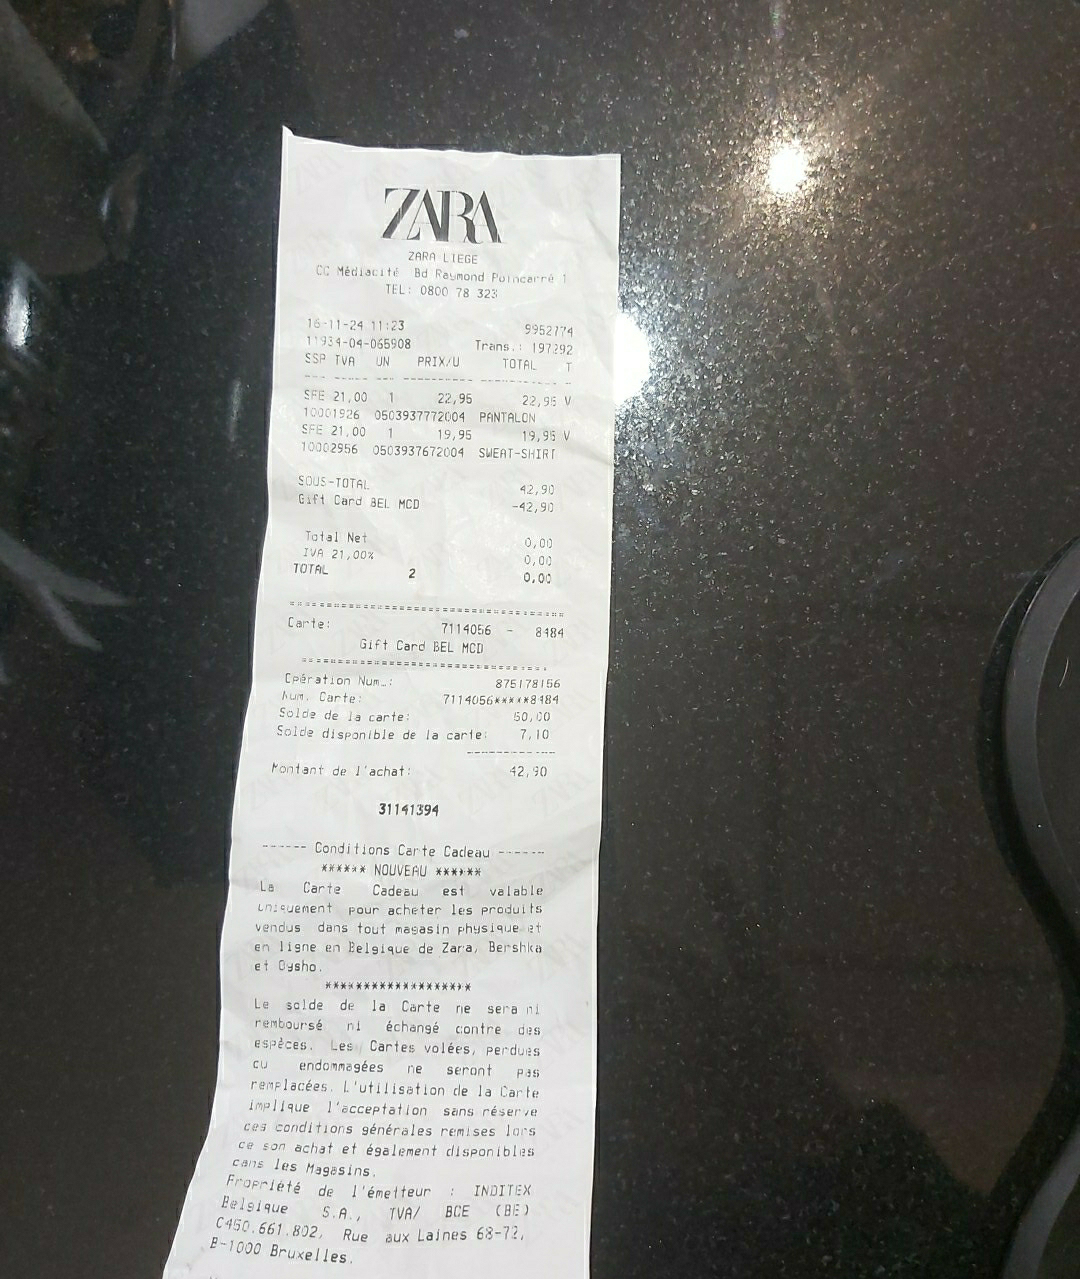 ZARA
ZARA LIEGE
CC Médiacité Bd Raymond Poincarré 1
TEL: 0800 78 323
16-11-24 11:23 9952774
11934-04-065908 Trans.: 197292
SSP TVA UN PRIX/U TOTAL T
SFE 21,00 1 22,95 22,95 V
10001926 0503937772004 PANTALON
SFE 21,00 1 19,95 19,95 V
10002956 0503937672004 SWEAT-SHIRT
SOUS-TOTAL 42,90
Gift Card BEL MCD -42,90
Total Net 0,00
IVA 21,00% 0,00
TOTAL 2 0,00
==========================================
Carte: 7114056 - 8484
Gift Card BEL MCD
==========================================
Opération Num.: 875178156
Num. Carte: 7114056*****8484
Solde de la carte: 50,00
Solde disponible de la carte: 7,10
Montant de l'achat: 42,90
31141394
------ Conditions Carte Cadeau ------
****** NOUVEAU ******
La Carte Cadeau est valable
uniquement pour acheter les produits
vendus dans tout magasin physique et
en ligne en Belgique de Zara, Bershka
et Oysho.
*******************
Le solde de la Carte ne sera ni
remboursé ni échangé contre des
espèces. Les Cartes volées, perdues
ou endommagées ne seront pas
remplacées. L'utilisation de la Carte
implique l'acceptation sans réserve
des conditions générales remises lors
de son achat et également disponibles
dans les Magasins.
Propriété de l'émetteur : INDITEX
Belgique S.A., TVA/ BCE (BE)
0450.661.802, Rue aux Laines 68-72,
B-1000 Bruxelles.